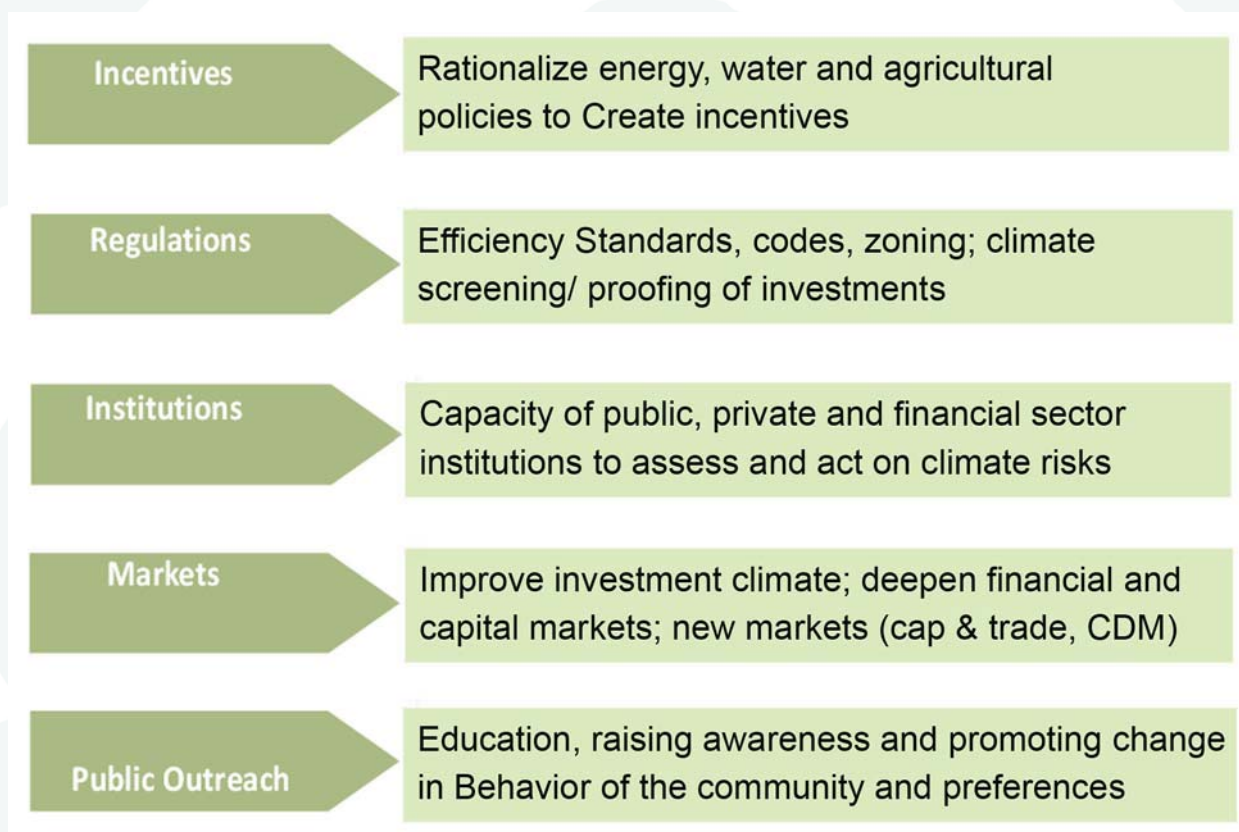 Incentives
Rationalize energy, water and agricultural
policies to Create incentives
Regulations
Efficiency Standards, codes, zoning; climate
screening/ proofing of investments
Institutions
Capacity of public, private and financial sector
institutions to assess and act on climate risks
Markets
Improve investment climate; deepen financial and
capital markets; new markets (cap & trade, CDM)
Public Outreach
Education, raising awareness and promoting change
in Behavior of the community and preferences